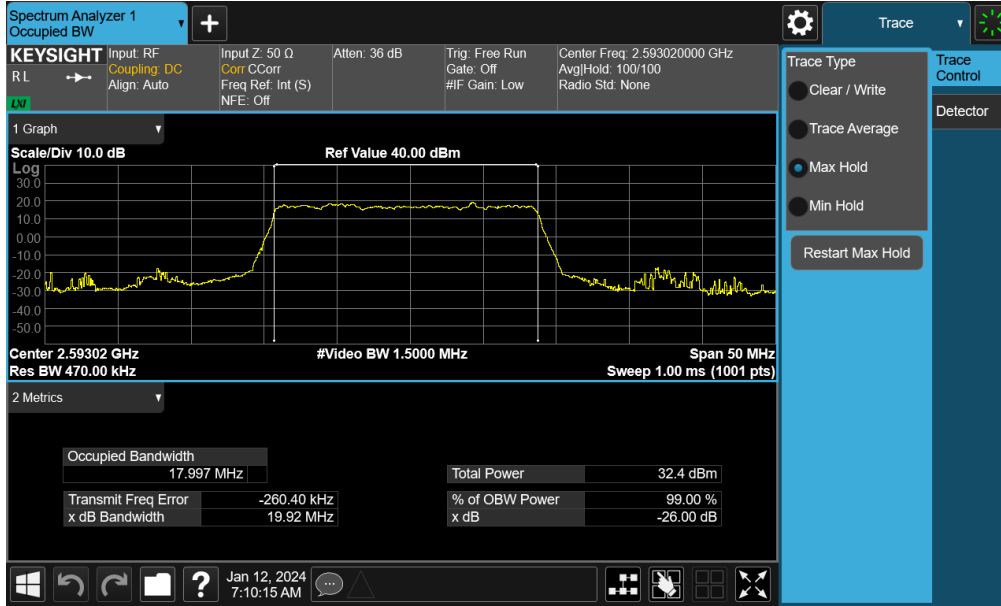 Spectrum Analyzer 1
Occupied BW
Trace
KEYSIGHT
R L
LXI
Input: RF
Coupling: DC
Align: Auto
Input Z: 50 Ω
Corr CCorr
Freq Ref: Int (S)
NFE: Off
Atten: 36 dB
Trig: Free Run
Gate: Off
#IF Gain: Low
Center Freq: 2.593020000 GHz
Avg|Hold: 100/100
Radio Std: None
Trace Type
Clear / Write
Trace Average
Max Hold
Min Hold
Restart Max Hold
Trace
Control
Detector
1 Graph
Scale/Div 10.0 dB
Ref Value 40.00 dBm
Log
30.0
20.0
10.0
0.00
-10.0
-20.0
-30.0
-40.0
-50.0
Center 2.59302 GHz
#Video BW 1.5000 MHz
Span 50 MHz
Res BW 470.00 kHz
Sweep 1.00 ms (1001 pts)
2 Metrics
Occupied Bandwidth
17.997 MHz
Transmit Freq Error -260.40 kHz
x dB Bandwidth 19.92 MHz
Total Power 32.4 dBm
% of OBW Power 99.00 %
x dB -26.00 dB
?
Jan 12, 2024
7:10:15 AM